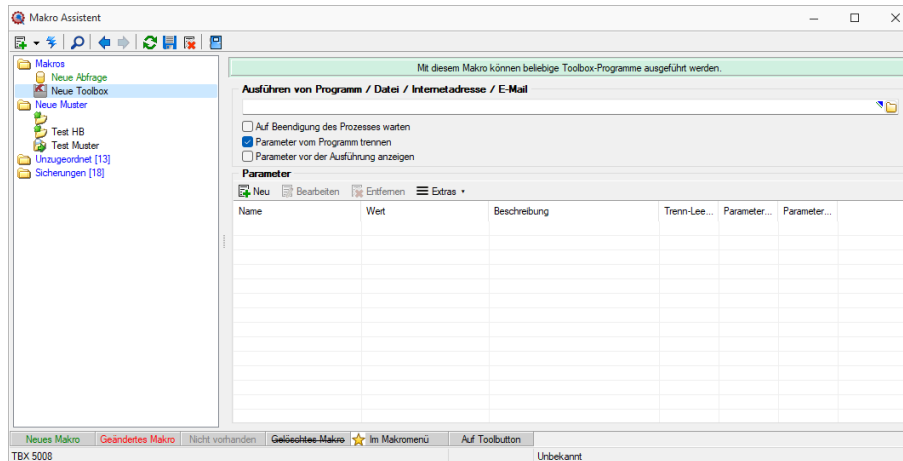 Makro Assistent
Makros
Neue Abfrage
Neue Toolbox
Neue Muster
Test HB
Test Muster
Unzugeordnet [13]
Sicherungen [18]
Mit diesem Makro können beliebige Toolbox-Programme ausgeführt werden.
Ausführen von Programm / Datei / Internetadresse / E-Mail
Auf Beendigung des Prozesses warten
Parameter vom Programm trennen
Parameter vor der Ausführung anzeigen
Parameter
Neu Bearbeiten Entfernen Extras
Name Wert Beschreibung Trenn-Lee... Parameter... Parameter...
Neues Makro Geändertes Makro Nicht vorhanden Gelöschtes Makro Im Makromenü Auf Toolbutton
TBX 5008 Unbekannt